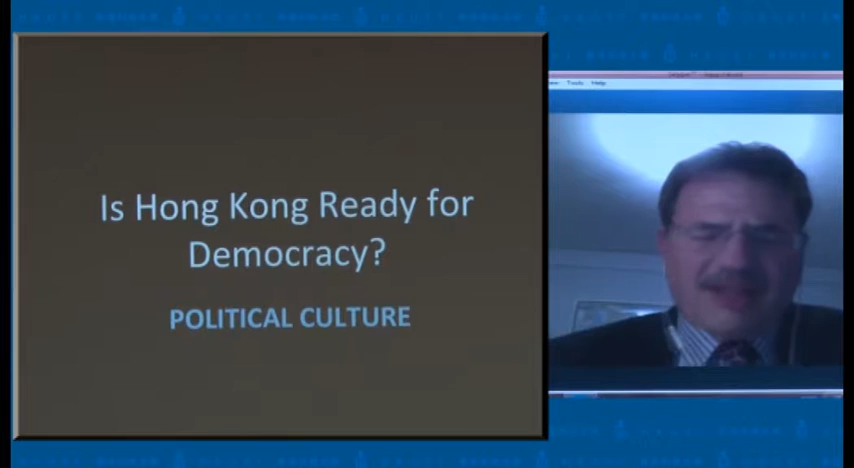 Is Hong Kong Ready for
Democracy?
POLITICAL CULTURE
Tools Help